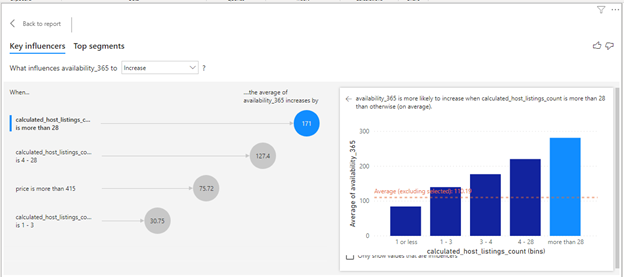 Back to report
Key influencers Top segments
What influences availability_365 to Increase ?
When...
...the average of
availability_365 increases by
calculated_host_listings_c...
is more than 28
171
calculated_host_listings_co...
is 4 - 28
127.4
price is more than 415
75.72
calculated_host_listings_co...
is 1 - 3
30.75
availability_365 is more likely to increase when calculated_host_listings_count is more than 28
than otherwise (on average).
Average of availability_365
300
200
100
0
Average (excluding selected): 110.19
1 or less
1 - 3
3 - 4
4 - 28
more than 28
calculated_host_listings_count (bins)
Only show values that are influencers